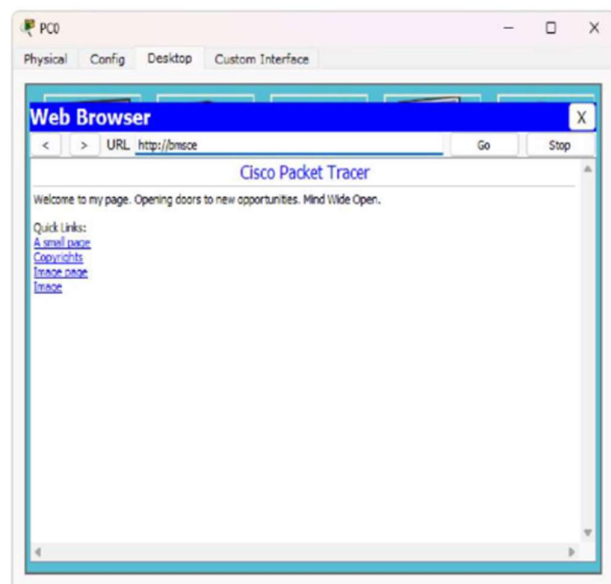 PC0
Physical Config Desktop Custom Interface
Web Browser
X
< > URL http://bmsce Go Stop
Cisco Packet Tracer
Welcome to my page. Opening doors to new opportunities. Mind Wide Open.
Quick Links:
A small page
Copyrights
Image page
Image